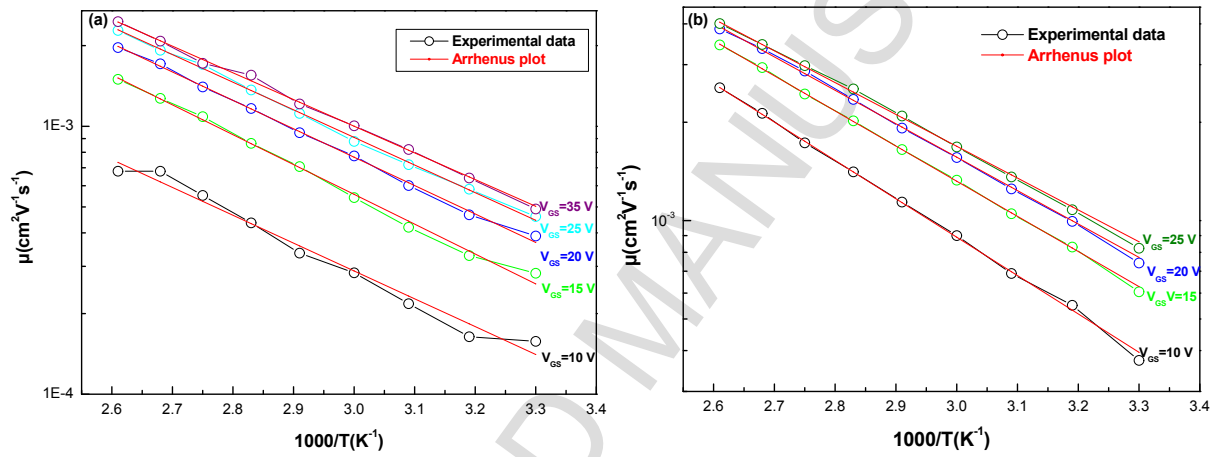 (a)
Experimental data
Arrhenus plot
1E-3
1E-4
μ(cm²V⁻¹s⁻¹)
V_GS=35 V
V_GS=25 V
V_GS=20 V
V_GS=15 V
V_GS=10 V
2.6 2.7 2.8 2.9 3.0 3.1 3.2 3.3 3.4
1000/T(K⁻¹)
(b)
Experimental data
Arrhenus plot
10⁻³
μ(cm²V⁻¹s⁻¹)
V_GS=25 V
V_GS=20 V
V_GS V=15
V_GS=10 V
2.6 2.7 2.8 2.9 3.0 3.1 3.2 3.3 3.4
1000/T(K⁻¹)
D MANUS